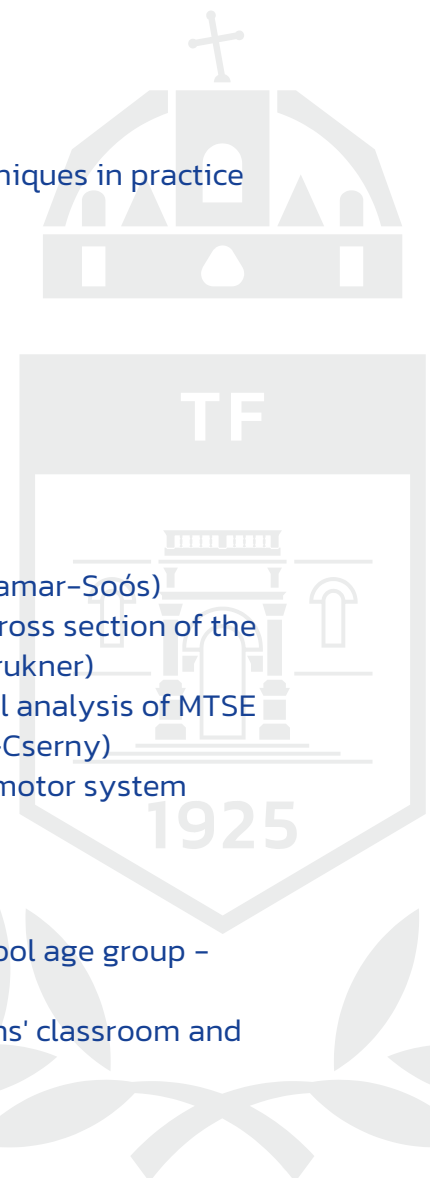 niques in practice
TF
amar-Soós)
ross section of the
rukner)
l analysis of MTSE
-Cserny)
motor system
1925
ool age group -
ns' classroom and